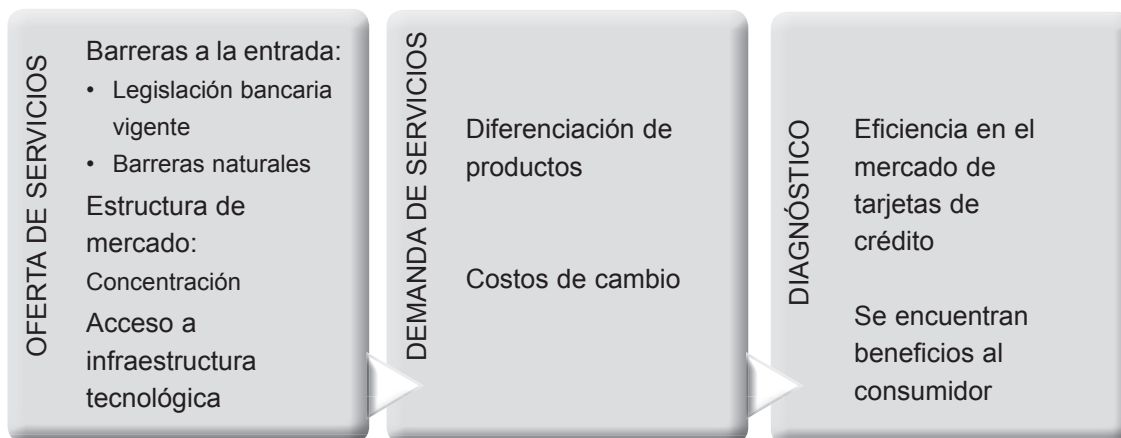 OFERTA DE SERVICIOS
Barreras a la entrada:
• Legislación bancaria
vigente
• Barreras naturales
Estructura de
mercado:
Concentración
Acceso a
infraestructura
tecnológica
DEMANDA DE SERVICIOS
Diferenciación de
productos
Costos de cambio
DIAGNÓSTICO
Eficiencia en el
mercado de
tarjetas de
crédito
Se encuentran
beneficios al
consumidor